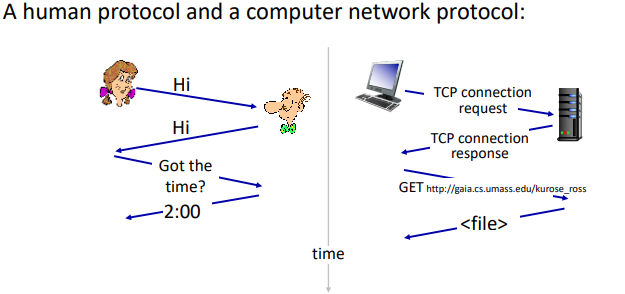 A human protocol and a computer network protocol:
Hi
Hi
Got the
time?
2:00
TCP connection
request
TCP connection
response
GET http://gaia.cs.umass.edu/kurose_ross
<file>
time